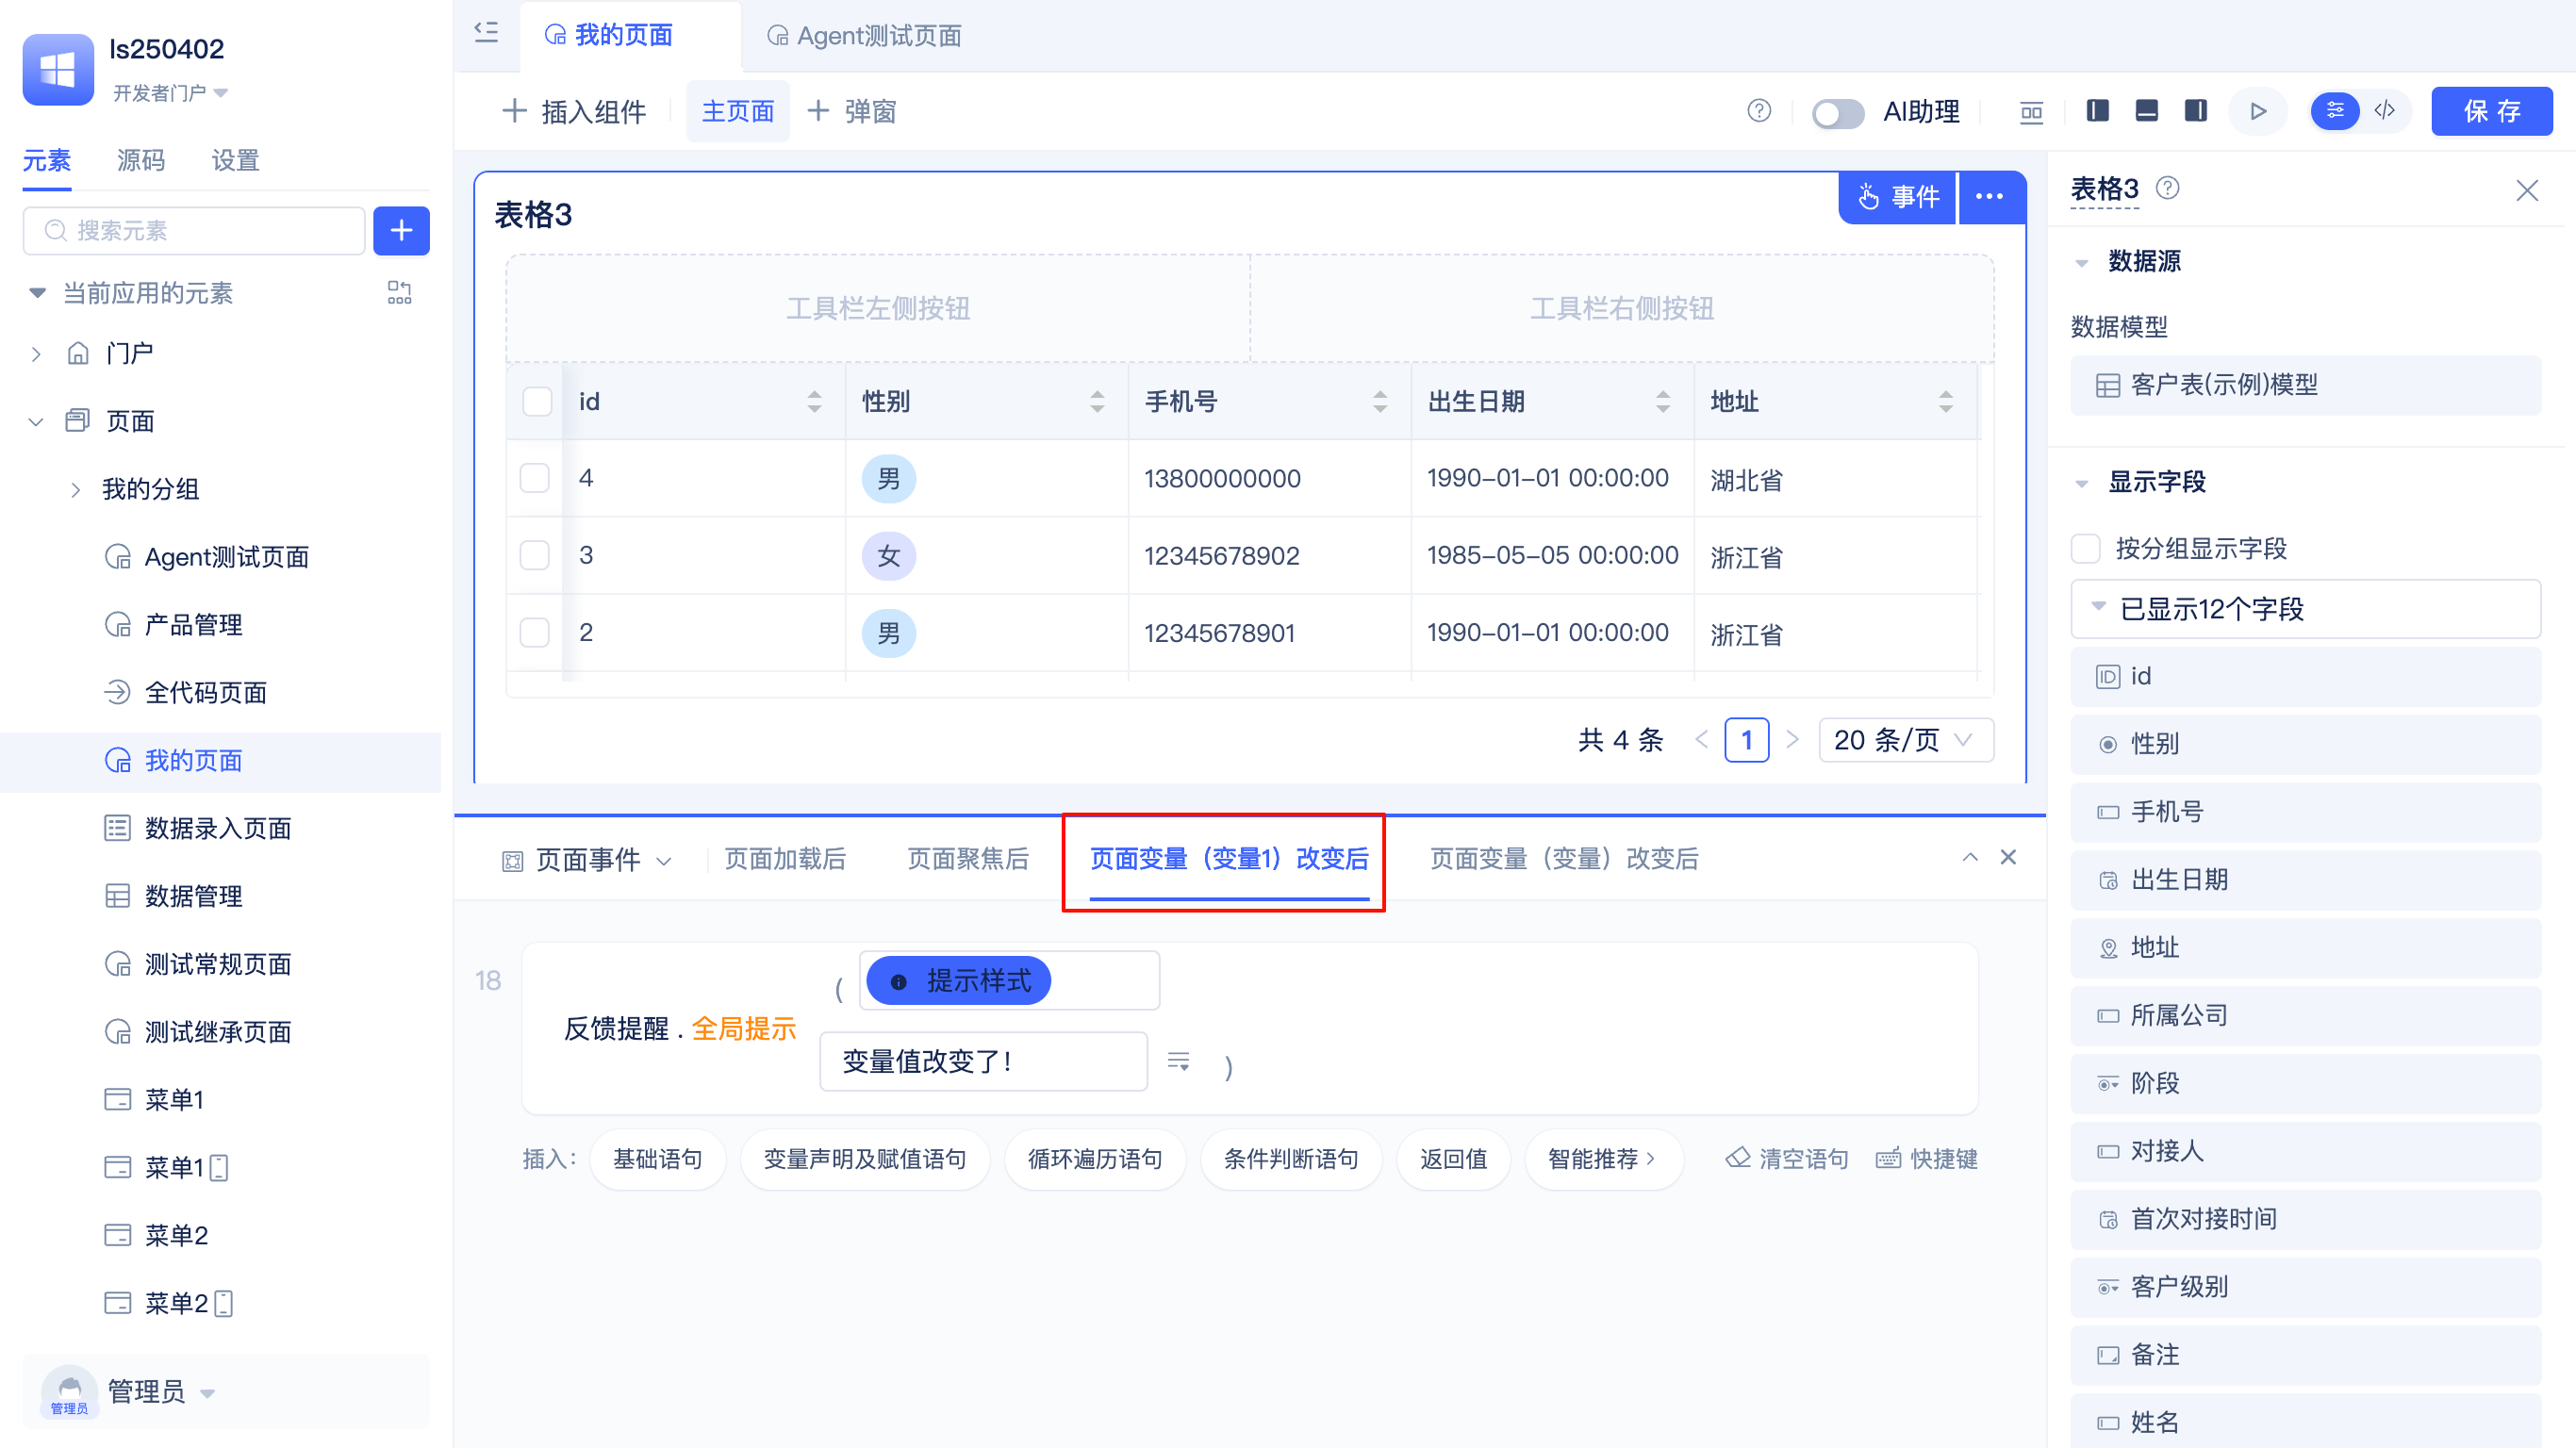 ls250402
开发者门户
元素 源码 设置
搜索元素
当前应用的元素
门户
页面
我的分组
Agent测试页面
产品管理
全代码页面
我的页面
数据录入页面
数据管理
测试常规页面
测试继承页面
菜单1
菜单1
菜单2
菜单2
管理员
管理员
我的页面 Agent测试页面
插入组件 主页面 弹窗 AI助理 保存
表格3 事件
工具栏左侧按钮 工具栏右侧按钮
id 性别 手机号 出生日期 地址
4 男 13800000000 1990-01-01 00:00:00 湖北省
3 女 12345678902 1985-05-05 00:00:00 浙江省
2 男 12345678901 1990-01-01 00:00:00 浙江省
共 4 条 1 20 条/页
页面事件 页面加载后 页面聚焦后 页面变量（变量1）改变后 页面变量（变量）改变后
18
( 提示样式
反馈提醒 . 全局提示
变量值改变了! )
插入: 基础语句 变量声明及赋值语句 循环遍历语句 条件判断语句 返回值 智能推荐 清空语句 快捷键
表格3
数据源
数据模型
客户表(示例)模型
显示字段
按分组显示字段
已显示12个字段
id
性别
手机号
出生日期
地址
所属公司
阶段
对接人
首次对接时间
客户级别
备注
姓名